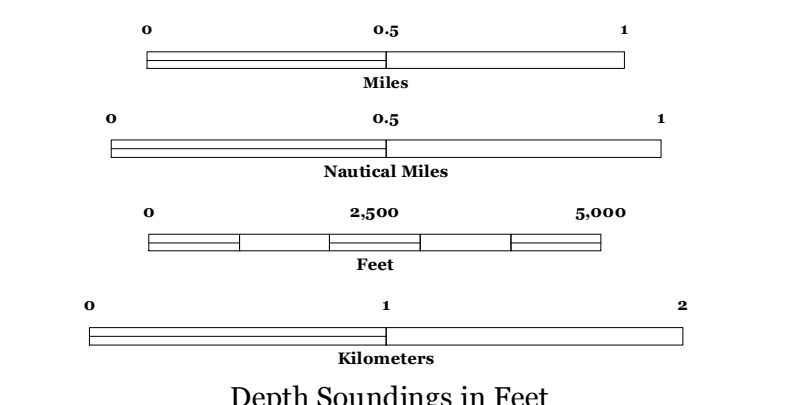 0 0.5 1
Miles
0 0.5 1
Nautical Miles
0 2,500 5,000
Feet
0 1 2
Kilometers
Depth Soundings in Feet